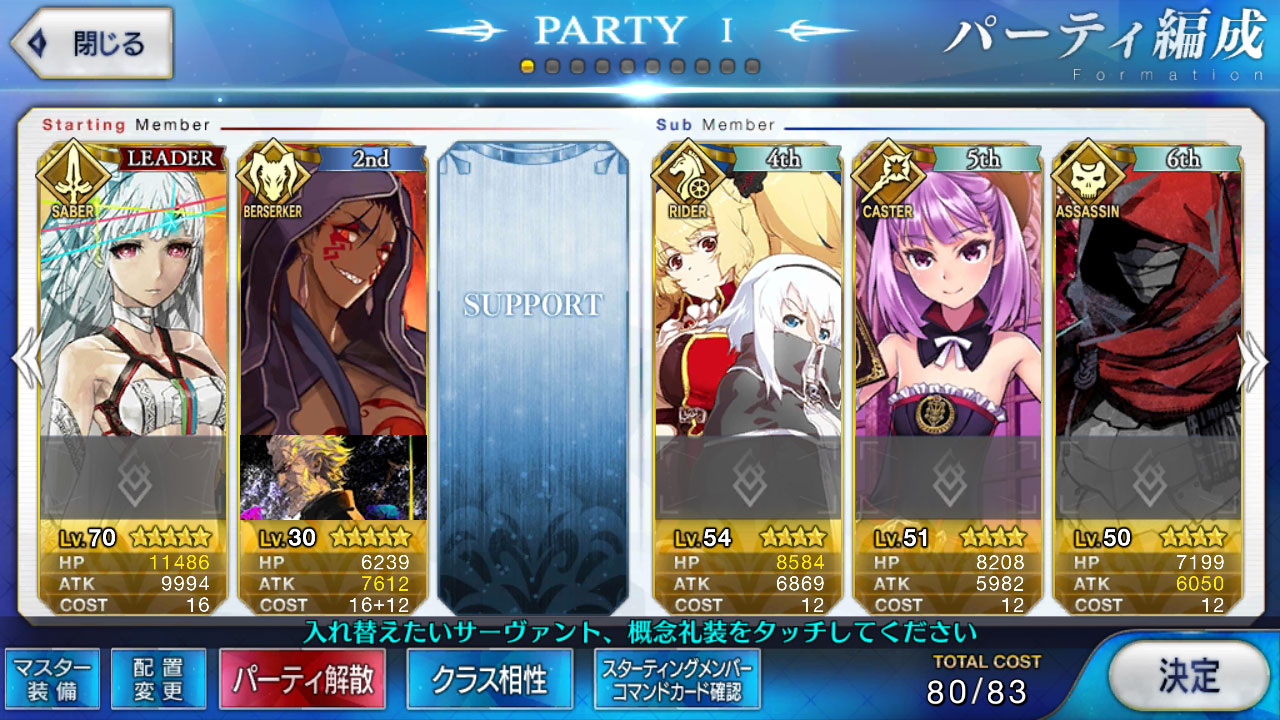 閉じる
PARTY I
パーティ編成
Formation
Starting Member
Sub Member
SABER
LEADER
BERSERKER
2nd
SUPPORT
RIDER
4th
CASTER
5th
ASSASSIN
6th
Lv.70
HP 11486
ATK 9994
COST 16
Lv.30
HP 6239
ATK 7612
COST 16+12
Lv.54
HP 8584
ATK 6869
COST 12
Lv.51
HP 8208
ATK 5982
COST 12
Lv.50
HP 7199
ATK 6050
COST 12
入れ替えたいサーヴァント、概念礼装をタッチしてください
マスター
装備
配置
変更
パーティ解散
クラス相性
スターティングメンバー
コマンドカード確認
TOTAL COST
80/83
決定